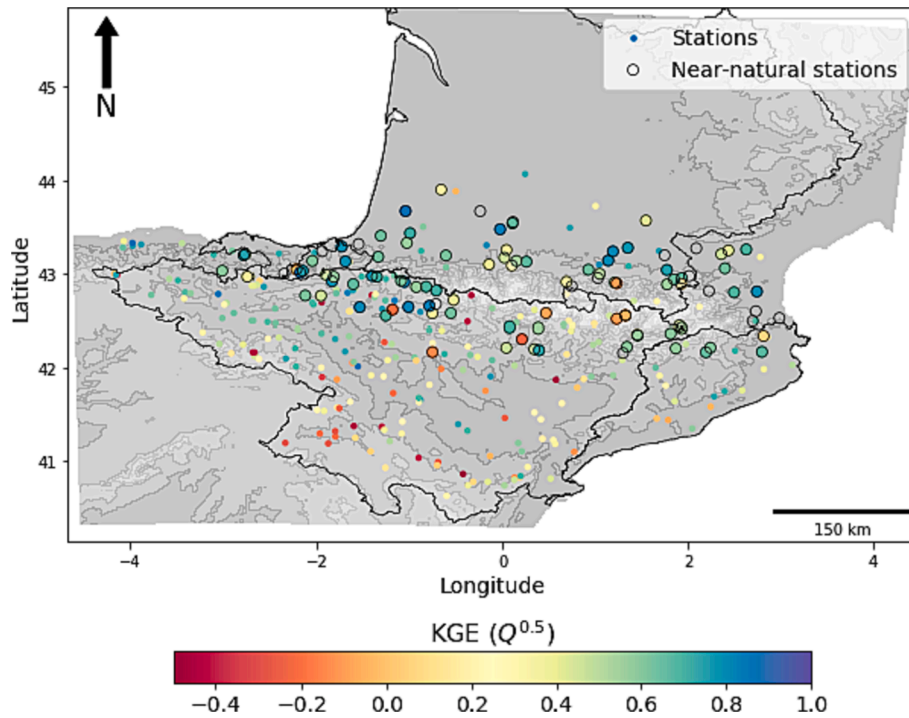 Stations
Near-natural stations
N
45
44
43
42
41
Latitude
150 km
−4
−2
0
2
4
Longitude
KGE (Q^0.5)
−0.4
−0.2
0.0
0.2
0.4
0.6
0.8
1.0